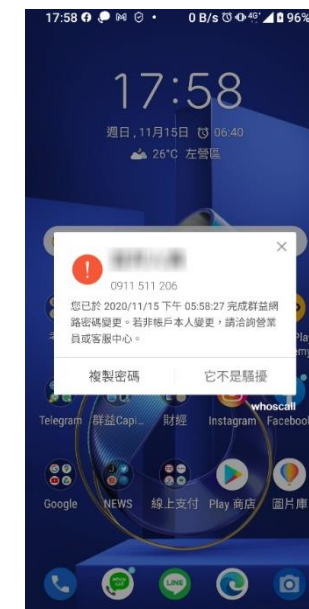 17:58
0 B/s
4G
96%
17:58
週日 , 11月15日 06:40
26°C 左營區
0911 511 206
您已於 2020/11/15 下午 05:58:27 完成群益網
路密碼變更。若非帳戶本人變更，請洽詢營業
員或客服中心。
複製密碼 它不是騷擾
whoscall
Telegram 群益Capi... 財經 Instagram Facebook
Google NEWS 線上支付 Play 商店 圖片庫
LINE